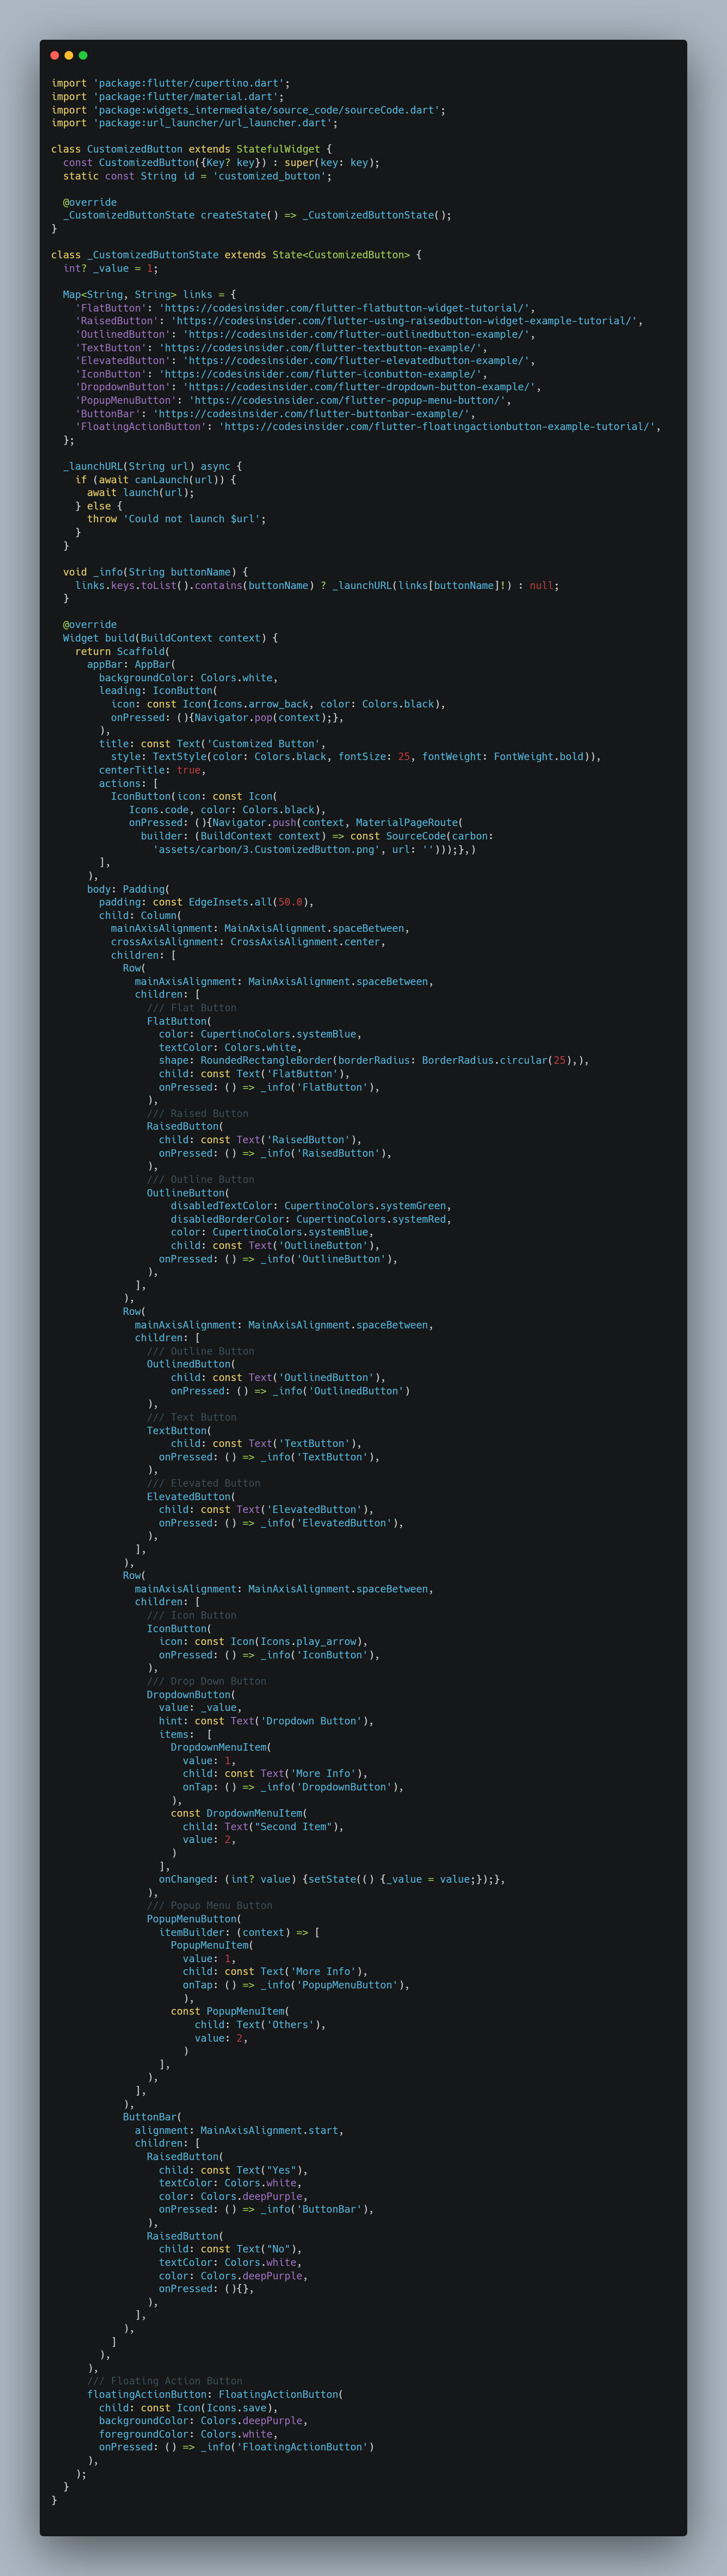 import 'package:flutter/cupertino.dart';
import 'package:flutter/material.dart';
import 'package:widgets_intermediate/source_code/sourceCode.dart';
import 'package:url_launcher/url_launcher.dart';

class CustomizedButton extends StatefulWidget {
  const CustomizedButton({Key? key}) : super(key: key);
  static const String id = 'customized_button';

  @override
  _CustomizedButtonState createState() => _CustomizedButtonState();
}

class _CustomizedButtonState extends State<CustomizedButton> {
  int? _value = 1;

  Map<String, String> links = {
    'FlatButton': 'https://codesinsider.com/flutter-flatbutton-widget-tutorial/',
    'RaisedButton': 'https://codesinsider.com/flutter-using-raisedbutton-widget-example-tutorial/',
    'OutlinedButton': 'https://codesinsider.com/flutter-outlinedbutton-example/',
    'TextButton': 'https://codesinsider.com/flutter-textbutton-example/',
    'ElevatedButton': 'https://codesinsider.com/flutter-elevatedbutton-example/',
    'IconButton': 'https://codesinsider.com/flutter-iconbutton-example/',
    'DropdownButton': 'https://codesinsider.com/flutter-dropdown-button-example/',
    'PopupMenuButton': 'https://codesinsider.com/flutter-popup-menu-button/',
    'ButtonBar': 'https://codesinsider.com/flutter-buttonbar-example/',
    'FloatingActionButton': 'https://codesinsider.com/flutter-floatingactionbutton-example-tutorial/',
  };

  _launchURL(String url) async {
    if (await canLaunch(url)) {
      await launch(url);
    } else {
      throw 'Could not launch $url';
    }
  }

  void _info(String buttonName) {
    links.keys.toList().contains(buttonName) ? _launchURL(links[buttonName]!) : null;
  }

  @override
  Widget build(BuildContext context) {
    return Scaffold(
      appBar: AppBar(
        backgroundColor: Colors.white,
        leading: IconButton(
          icon: const Icon(Icons.arrow_back, color: Colors.black),
          onPressed: (){Navigator.pop(context);},
        ),
        title: const Text('Customized Button',
          style: TextStyle(color: Colors.black, fontSize: 25, fontWeight: FontWeight.bold)),
        centerTitle: true,
        actions: [
          IconButton(icon: const Icon(
             Icons.code, color: Colors.black),
             onPressed: (){Navigator.push(context, MaterialPageRoute(
               builder: (BuildContext context) => const SourceCode(carbon:
                 'assets/carbon/3.CustomizedButton.png', url: '')));},)
        ],
      ),
      body: Padding(
        padding: const EdgeInsets.all(50.0),
        child: Column(
          mainAxisAlignment: MainAxisAlignment.spaceBetween,
          crossAxisAlignment: CrossAxisAlignment.center,
          children: [
            Row(
              mainAxisAlignment: MainAxisAlignment.spaceBetween,
              children: [
                /// Flat Button
                FlatButton(
                  color: CupertinoColors.systemBlue,
                  textColor: Colors.white,
                  shape: RoundedRectangleBorder(borderRadius: BorderRadius.circular(25),),
                  child: const Text('FlatButton'),
                  onPressed: () => _info('FlatButton'),
                ),
                /// Raised Button
                RaisedButton(
                  child: const Text('RaisedButton'),
                  onPressed: () => _info('RaisedButton'),
                ),
                /// Outline Button
                OutlineButton(
                    disabledTextColor: CupertinoColors.systemGreen,
                    disabledBorderColor: CupertinoColors.systemRed,
                    color: CupertinoColors.systemBlue,
                    child: const Text('OutlineButton'),
                  onPressed: () => _info('OutlineButton'),
                ),
              ],
            ),
            Row(
              mainAxisAlignment: MainAxisAlignment.spaceBetween,
              children: [
                /// Outline Button
                OutlinedButton(
                    child: const Text('OutlinedButton'),
                    onPressed: () => _info('OutlinedButton')
                ),
                /// Text Button
                TextButton(
                    child: const Text('TextButton'),
                  onPressed: () => _info('TextButton'),
                ),
                /// Elevated Button
                ElevatedButton(
                  child: const Text('ElevatedButton'),
                  onPressed: () => _info('ElevatedButton'),
                ),
              ],
            ),
            Row(
              mainAxisAlignment: MainAxisAlignment.spaceBetween,
              children: [
                /// Icon Button
                IconButton(
                  icon: const Icon(Icons.play_arrow),
                  onPressed: () => _info('IconButton'),
                ),
                /// Drop Down Button
                DropdownButton(
                  value: _value,
                  hint: const Text('Dropdown Button'),
                  items:  [
                    DropdownMenuItem(
                      value: 1,
                      child: const Text('More Info'),
                      onTap: () => _info('DropdownButton'),
                    ),
                    const DropdownMenuItem(
                      child: Text("Second Item"),
                      value: 2,
                    )
                  ],
                  onChanged: (int? value) {setState(() {_value = value;});},
                ),
                /// Popup Menu Button
                PopupMenuButton(
                  itemBuilder: (context) => [
                    PopupMenuItem(
                      value: 1,
                      child: const Text('More Info'),
                      onTap: () => _info('PopupMenuButton'),
                      ),
                    const PopupMenuItem(
                        child: Text('Others'),
                        value: 2,
                      )
                  ],
                ),
              ],
            ),
            ButtonBar(
              alignment: MainAxisAlignment.start,
              children: [
                RaisedButton(
                  child: const Text("Yes"),
                  textColor: Colors.white,
                  color: Colors.deepPurple,
                  onPressed: () => _info('ButtonBar'),
                ),
                RaisedButton(
                  child: const Text("No"),
                  textColor: Colors.white,
                  color: Colors.deepPurple,
                  onPressed: (){},
                ),
              ],
            ),
          ]
        ),
      ),
      /// Floating Action Button
      floatingActionButton: FloatingActionButton(
        child: const Icon(Icons.save),
        backgroundColor: Colors.deepPurple,
        foregroundColor: Colors.white,
        onPressed: () => _info('FloatingActionButton')
      ),
    );
  }
}